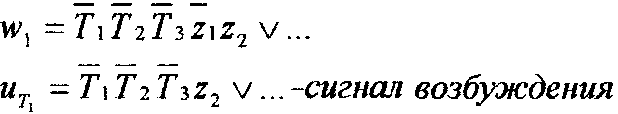 w₁ = T̅₁T̅₂T̅₃z̅₁z₂ ∨ ...
u_T₁ = T̅₁T̅₂T̅₃z₂ ∨ ... -сигнал возбуждения